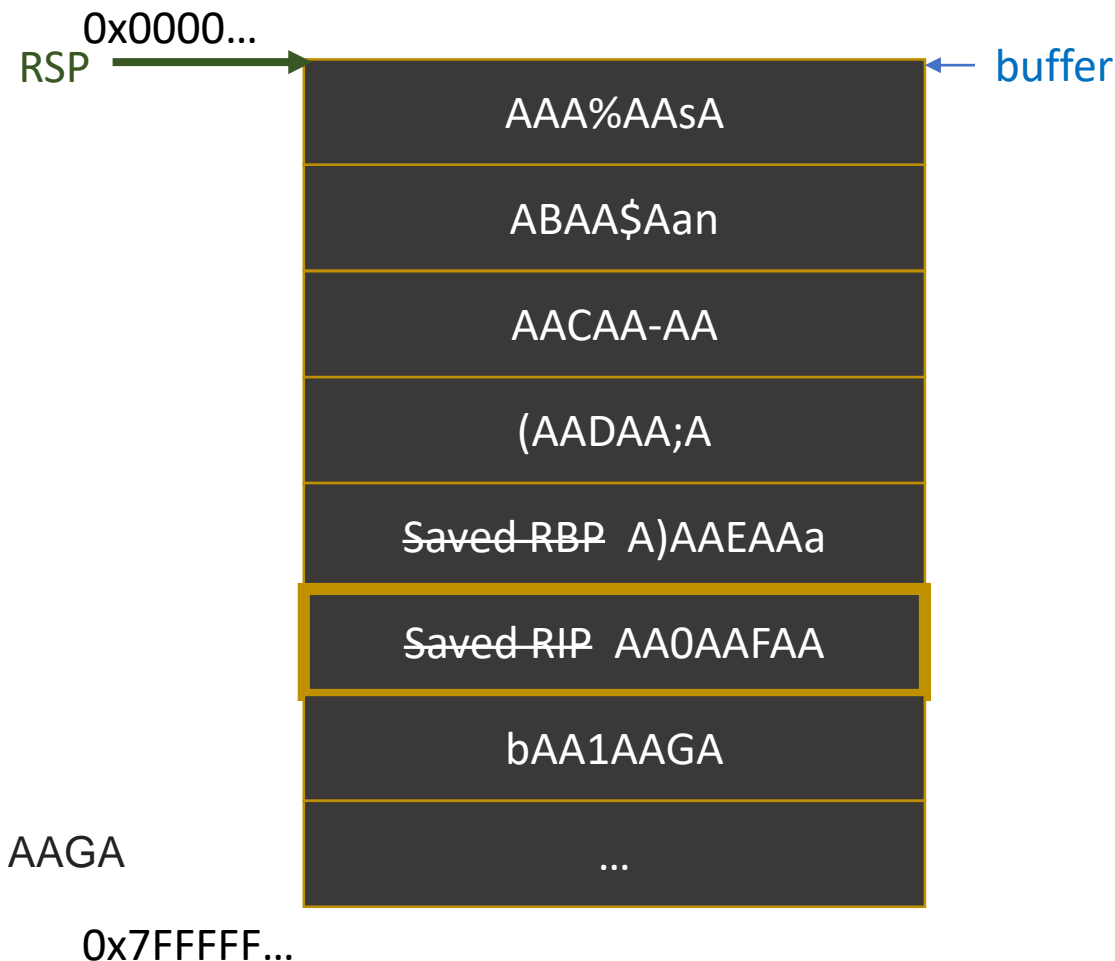 0x0000…
RSP
buffer
AAA%AAsA
ABAA$Aan
AACAA-AA
(AADAA;A
Saved RBP A)AAEAAa
Saved RIP AA0AAFAA
bAA1AAGA
AAGA
…
0x7FFFFF…